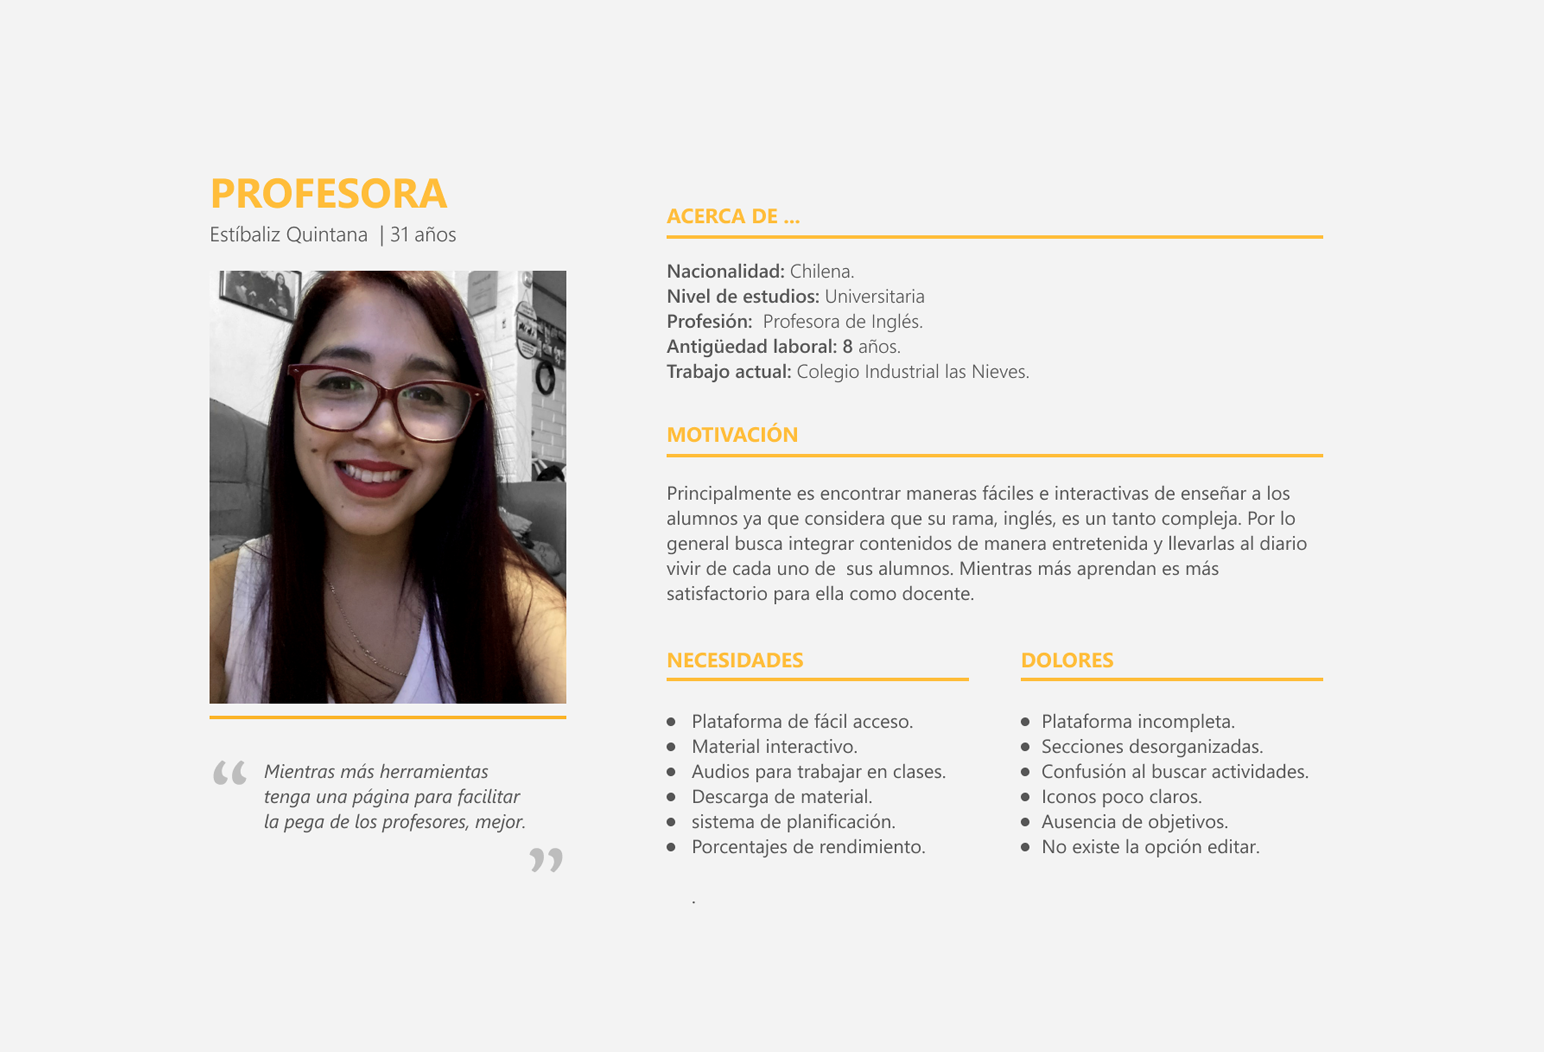 PROFESORA
Estíbaliz Quintana | 31 años
Mientras más herramientas
tenga una página para facilitar
la pega de los profesores, mejor.
ACERCA DE ...
Nacionalidad: Chilena.
Nivel de estudios: Universitaria
Profesión: Profesora de Inglés.
Antigüedad laboral: 8 años.
Trabajo actual: Colegio Industrial las Nieves.
MOTIVACIÓN
Principalmente es encontrar maneras fáciles e interactivas de enseñar a los
alumnos ya que considera que su rama, inglés, es un tanto compleja. Por lo
general busca integrar contenidos de manera entretenida y llevarlas al diario
vivir de cada uno de sus alumnos. Mientras más aprendan es más
satisfactorio para ella como docente.
NECESIDADES
● Plataforma de fácil acceso.
● Material interactivo.
● Audios para trabajar en clases.
● Descarga de material.
● sistema de planificación.
● Porcentajes de rendimiento.
.
DOLORES
● Plataforma incompleta.
● Secciones desorganizadas.
● Confusión al buscar actividades.
● Iconos poco claros.
● Ausencia de objetivos.
● No existe la opción editar.